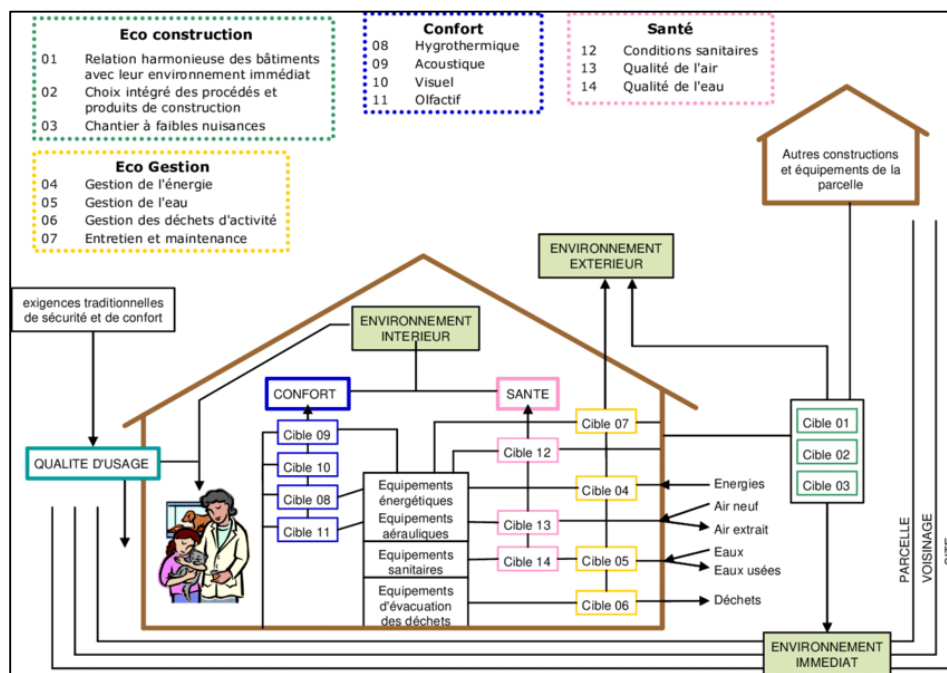 Eco construction
01 Relation harmonieuse des bâtiments
avec leur environnement immédiat
02 Choix intégré des procédés et
produits de construction
03 Chantier à faibles nuisances
Confort
08 Hygrothermique
09 Acoustique
10 Visuel
11 Olfactif
Santé
12 Conditions sanitaires
13 Qualité de l'air
14 Qualité de l'eau
Eco Gestion
04 Gestion de l'énergie
05 Gestion de l'eau
06 Gestion des déchets d'activité
07 Entretien et maintenance
Autres constructions
et équipements de la
parcelle
ENVIRONNEMENT
EXTERIEUR
exigences traditionnelles
de sécurité et de confort
ENVIRONNEMENT
INTERIEUR
CONFORT
SANTE
QUALITE D'USAGE
Cible 09
Cible 10
Cible 08
Cible 11
Equipements
énergétiques
Equipements
aérauliques
Equipements
sanitaires
Equipements
d'évacuation
des déchets
Cible 12
Cible 13
Cible 14
Cible 07
Cible 04
Cible 05
Cible 06
Energies
Air neuf
Air extrait
Eaux
Eaux usées
Déchets
Cible 01
Cible 02
Cible 03
PARCELLE
VOISINAGE
ENVIRONNEMENT
IMMEDIAT